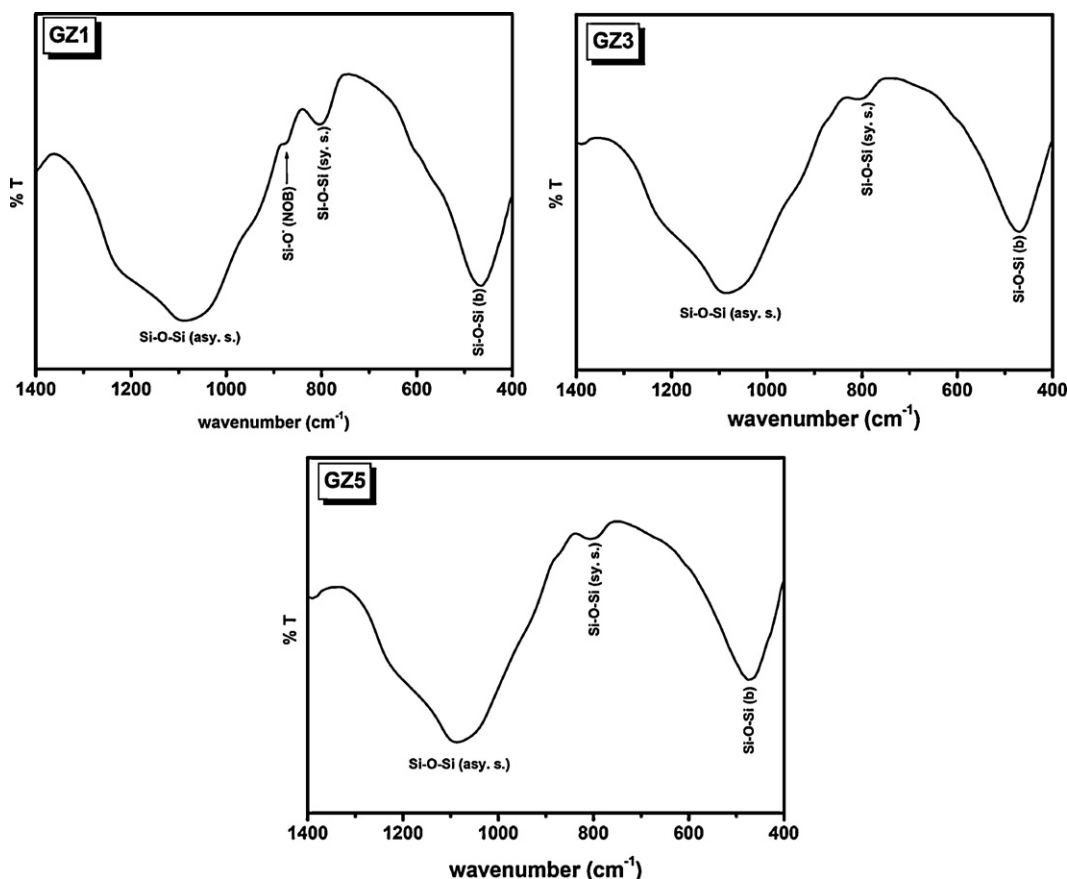 GZ1
% T
Si-O-Si (asy. s.)
Si-O⁻ (NOB)
Si-O-Si (sy. s.)
Si-O-Si (b)
1400 1200 1000 800 600 400
wavenumber (cm⁻¹)
GZ3
% T
Si-O-Si (asy. s.)
Si-O-Si (sy. s.)
Si-O-Si (b)
1400 1200 1000 800 600 400
wavenumber (cm⁻¹)
GZ5
% T
Si-O-Si (asy. s.)
Si-O-Si (sy. s.)
Si-O-Si (b)
1400 1200 1000 800 600 400
wavenumber (cm⁻¹)